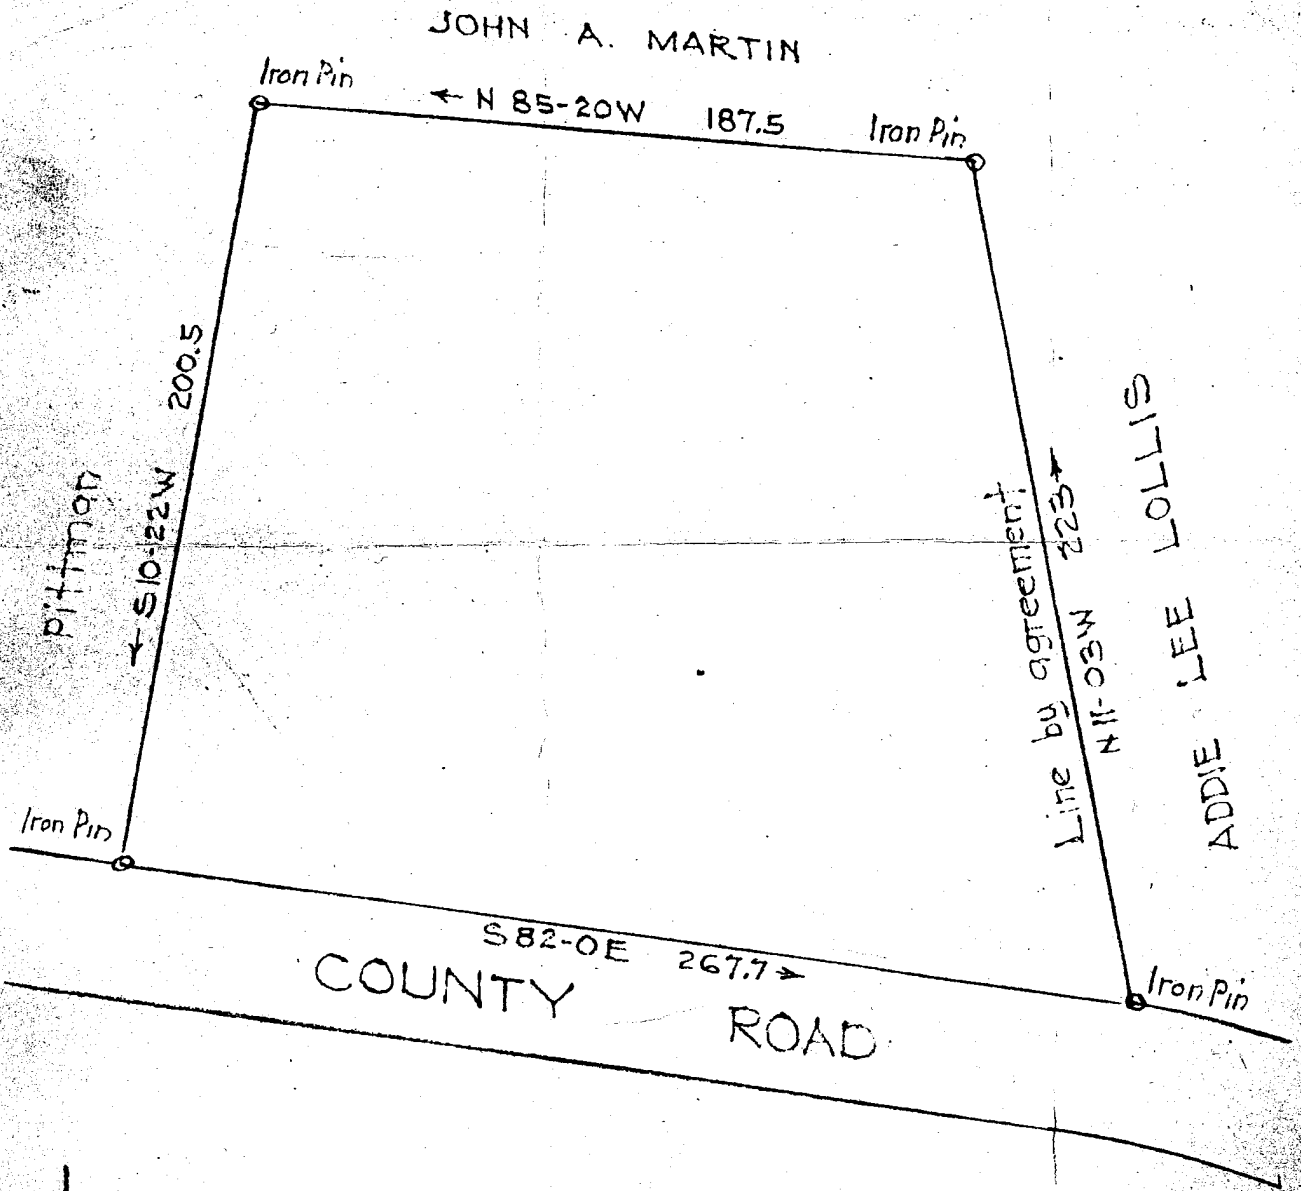 JOHN A. MARTIN
Iron Pin
← N 85-20W 187.5
Iron Pin
← S10-22W 200.5
Pittman
Line by agreement
N11-03W 223 →
ADDIE LEE LOLLIS
Iron Pin
S82-0E 267.7 →
Iron Pin
COUNTY ROAD